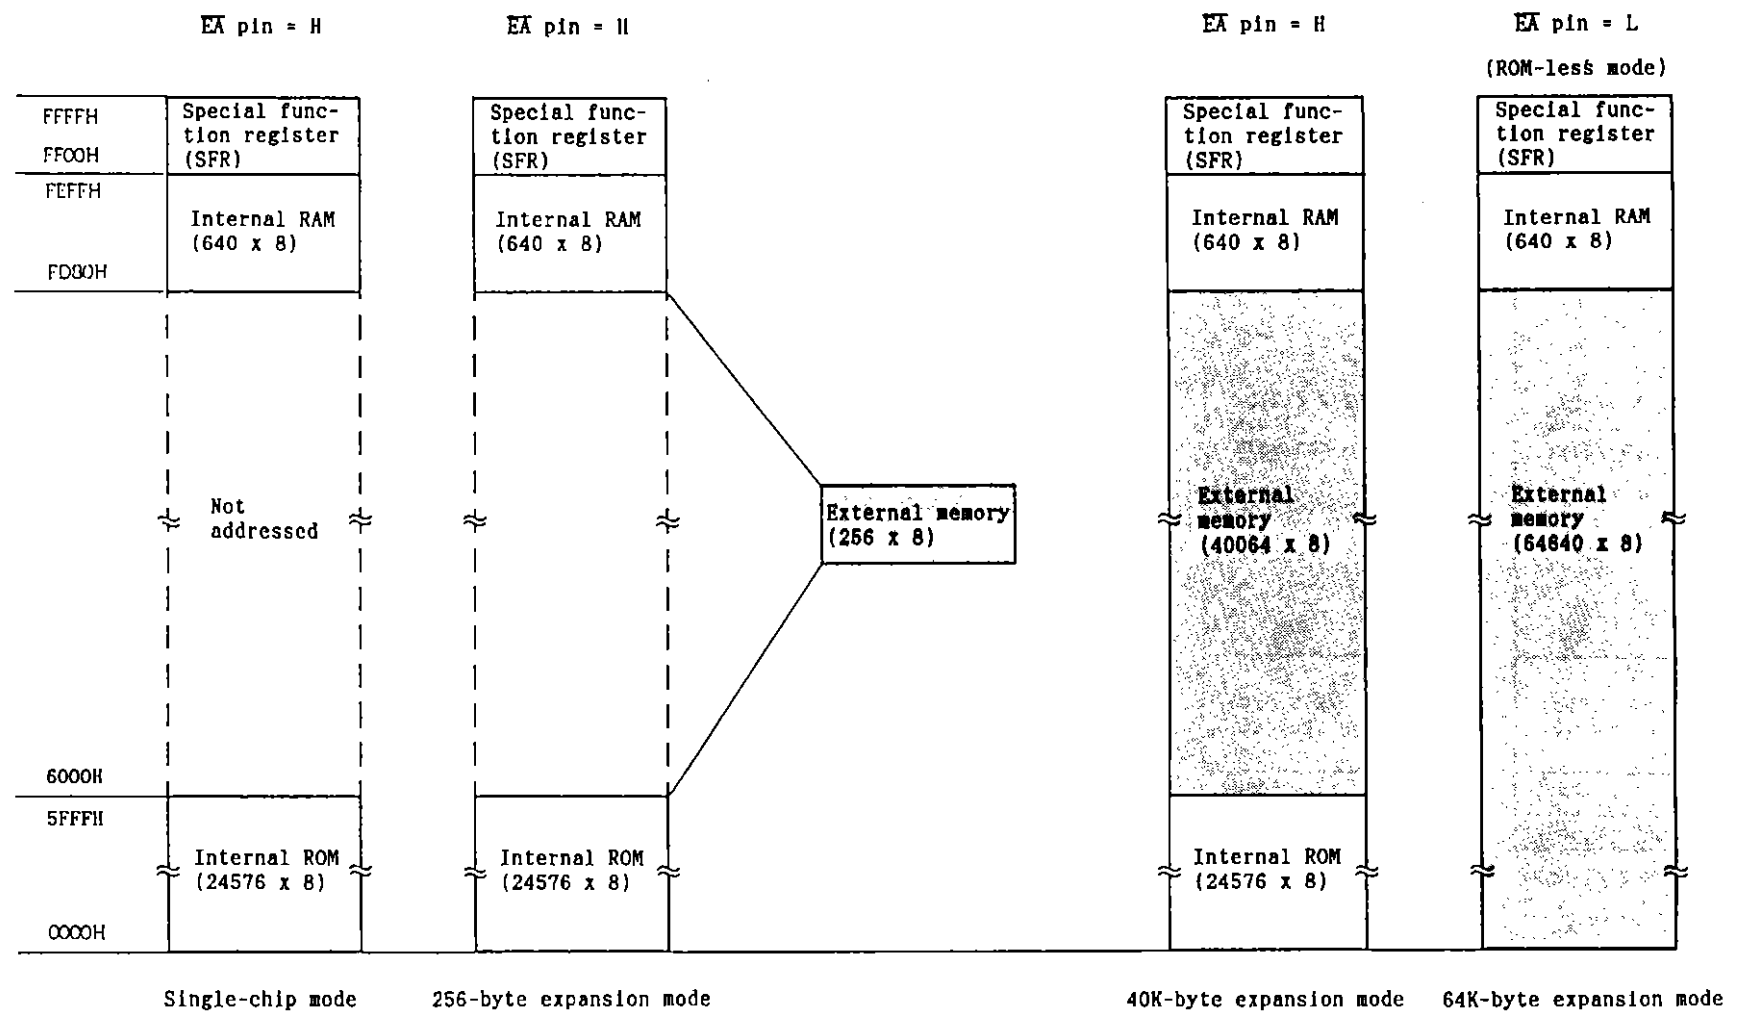 EA pin = H
EA pin = H
EA pin = H
EA pin = L
(ROM-less mode)
FFFFH
FF00H
FEFFH
FD80H
6000H
5FFFH
0000H
Special func-
tion register
(SFR)
Internal RAM
(640 x 8)
Not
addressed
Internal ROM
(24576 x 8)
Single-chip mode
Special func-
tion register
(SFR)
Internal RAM
(640 x 8)
External memory
(256 x 8)
Internal ROM
(24576 x 8)
256-byte expansion mode
Special func-
tion register
(SFR)
Internal RAM
(640 x 8)
External
memory
(40064 x 8)
Internal ROM
(24576 x 8)
40K-byte expansion mode
Special func-
tion register
(SFR)
Internal RAM
(640 x 8)
External
memory
(64640 x 8)
64K-byte expansion mode